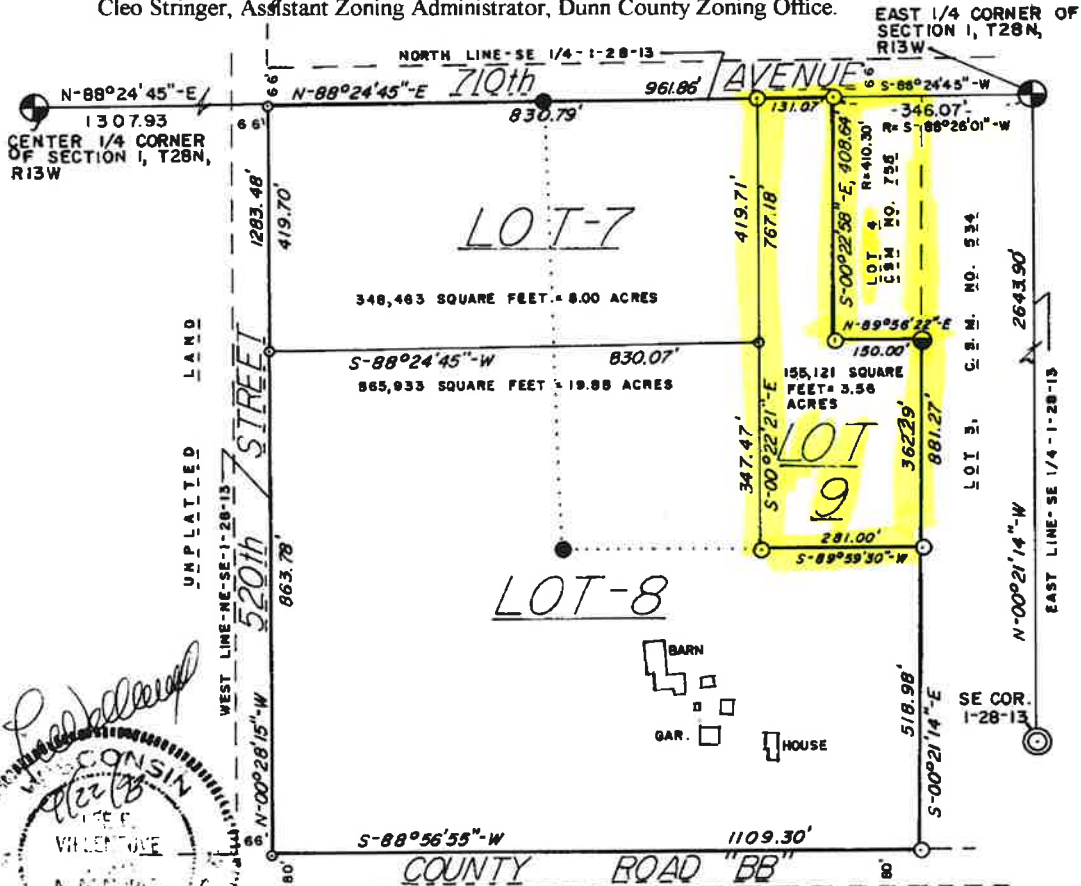 Cleo Stringer, Assistant Zoning Administrator, Dunn County Zoning Office.
EAST 1/4 CORNER OF
SECTION 1, T28N,
R13W
NORTH LINE-SE 1/4-1-28-13
710th AVENUE
N-88°24'45"-E
1307.93
CENTER 1/4 CORNER
OF SECTION 1, T28N,
R13W
66'
66'
N-88°24'45"-E
830.79'
961.86'
131.07'
66'
S-88°24'45"-W
-346.07'-
R= S-88°26'01"-W
1283.48'
419.70'
LOT-7
348,463 SQUARE FEET = 8.00 ACRES
419.71'
767.18'
S-00°22'58"-E, 408.64'
R=410.30'
LOT 4
CSM NO. 756
N-89°56'22"-E
150.00'
LOT 3, C.S.M. NO. 534
2643.90'
EAST LINE-SE 1/4-1-28-13
N-00°21'14"-W
SE COR.
1-28-13
UNPLATTED LAND
WEST LINE-NE-SE-1-28-13
520th STREET
S-88°24'45"-W
830.07'
865,933 SQUARE FEET = 19.88 ACRES
347.47'
S-00°22'21"-E
155,121 SQUARE
FEET= 3.56
ACRES
LOT
9
362.29'
881.27'
281.00'
S-89°59'30"-W
863.78'
N-00°28'15"-W
LOT-8
BARN
GAR.
HOUSE
518.98'
S-00°21'14"-E
WISCONSIN
66'
S-88°56'55"-W
1109.30'
80'
COUNTY ROAD "BB"
80'